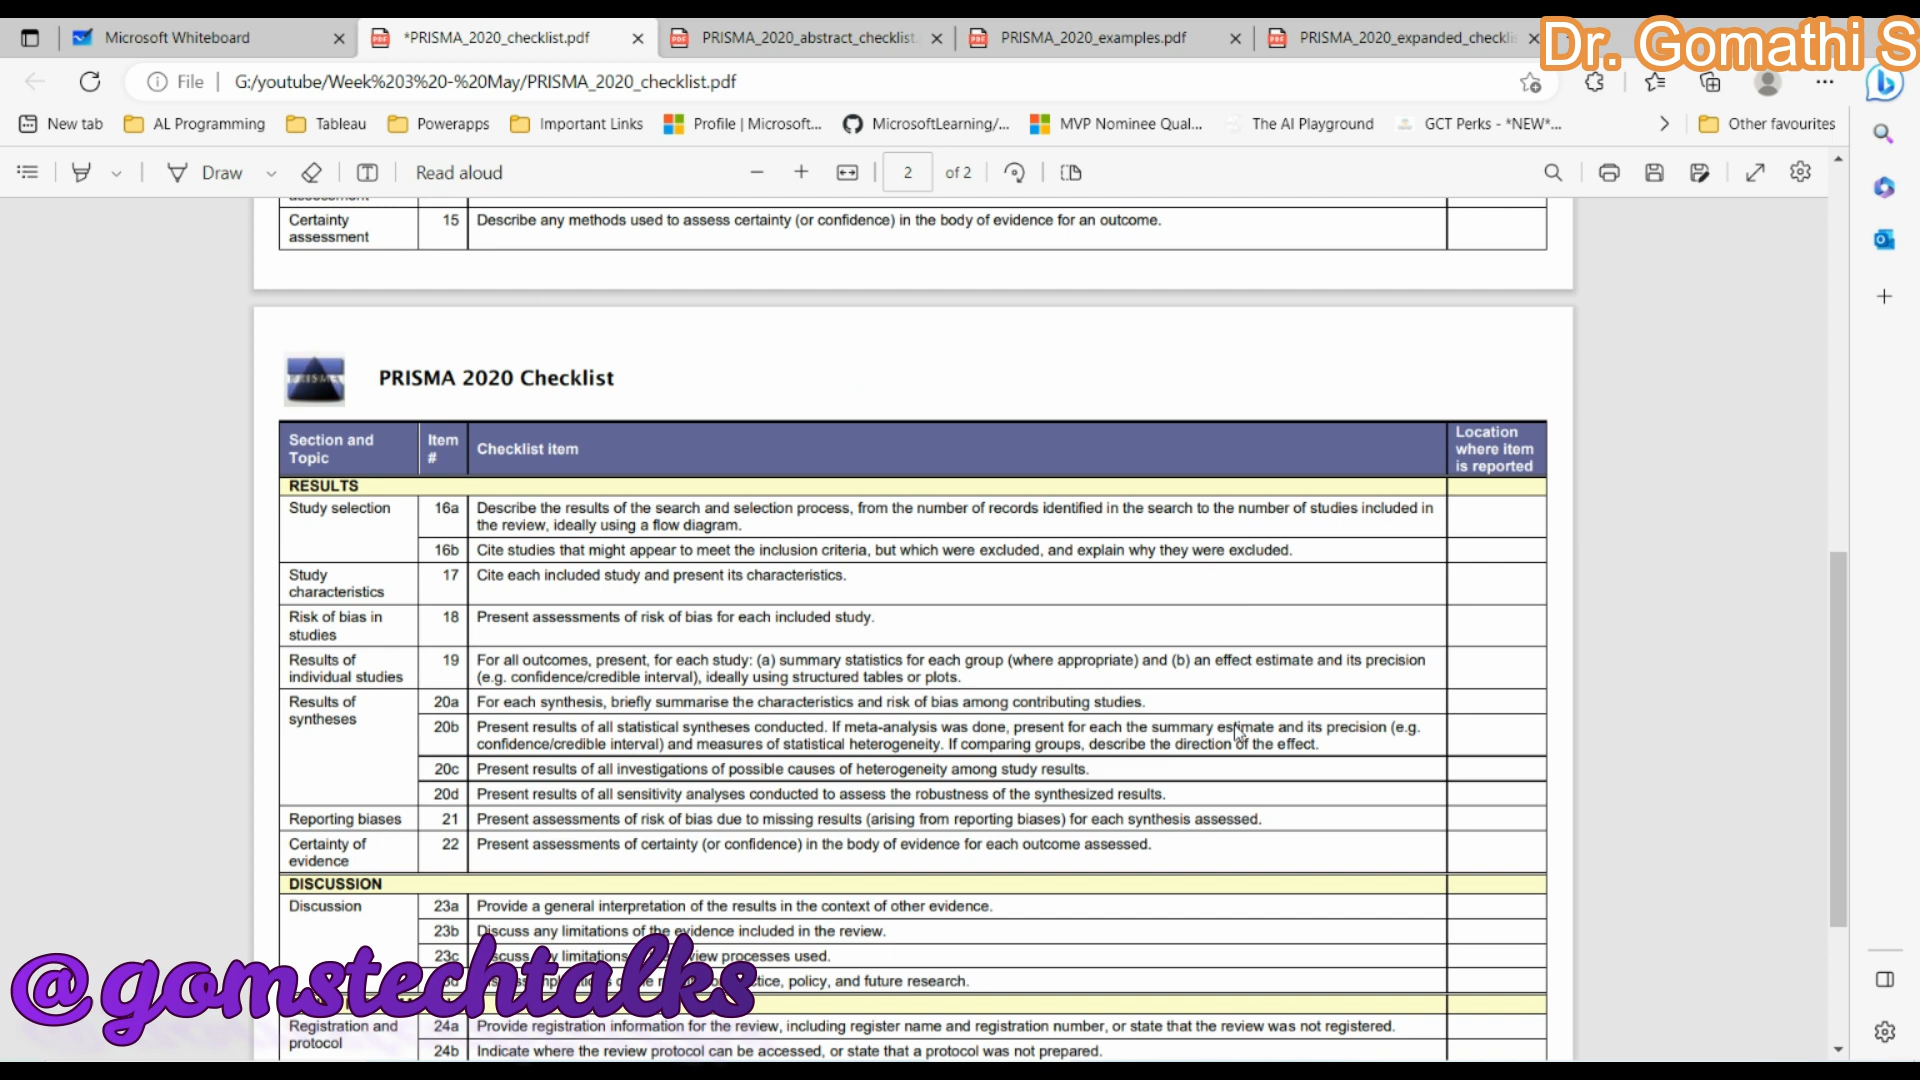 Microsoft Whiteboard
*PRISMA_2020_checklist.pdf
PRISMA_2020_abstract_checklist.
PRISMA_2020_examples.pdf
PRISMA_2020_expanded_checkli
Dr. Gomathi S
File
G:/youtube/Week%203%20-%20May/PRISMA_2020_checklist.pdf
New tab
AL Programming
Tableau
Powerapps
Important Links
Profile | Microsoft...
MicrosoftLearning/...
MVP Nominee Qual...
The AI Playground
GCT Perks - *NEW*...
Other favourites
Draw
Read aloud
2 of 2
Certainty assessment
15
Describe any methods used to assess certainty (or confidence) in the body of evidence for an outcome.
PRISMA
PRISMA 2020 Checklist
Section and Topic
Item #
Checklist item
Location where item is reported
RESULTS
Study selection
16a
Describe the results of the search and selection process, from the number of records identified in the search to the number of studies included in
the review, ideally using a flow diagram.
16b
Cite studies that might appear to meet the inclusion criteria, but which were excluded, and explain why they were excluded.
Study characteristics
17
Cite each included study and present its characteristics.
Risk of bias in studies
18
Present assessments of risk of bias for each included study.
Results of individual studies
19
For all outcomes, present, for each study: (a) summary statistics for each group (where appropriate) and (b) an effect estimate and its precision
(e.g. confidence/credible interval), ideally using structured tables or plots.
Results of syntheses
20a
For each synthesis, briefly summarise the characteristics and risk of bias among contributing studies.
20b
Present results of all statistical syntheses conducted. If meta-analysis was done, present for each the summary estimate and its precision (e.g.
confidence/credible interval) and measures of statistical heterogeneity. If comparing groups, describe the direction of the effect.
20c
Present results of all investigations of possible causes of heterogeneity among study results.
20d
Present results of all sensitivity analyses conducted to assess the robustness of the synthesized results.
Reporting biases
21
Present assessments of risk of bias due to missing results (arising from reporting biases) for each synthesis assessed.
Certainty of evidence
22
Present assessments of certainty (or confidence) in the body of evidence for each outcome assessed.
DISCUSSION
Discussion
23a
Provide a general interpretation of the results in the context of other evidence.
23b
Discuss any limitations of the evidence included in the review.
23c
limitations processes used.
policy, and future research.
@gomstechtalks
Registration and protocol
24a
Provide registration information for the review, including register name and registration number, or state that the review was not registered.
24b
Indicate where the review protocol can be accessed, or state that a protocol was not prepared.